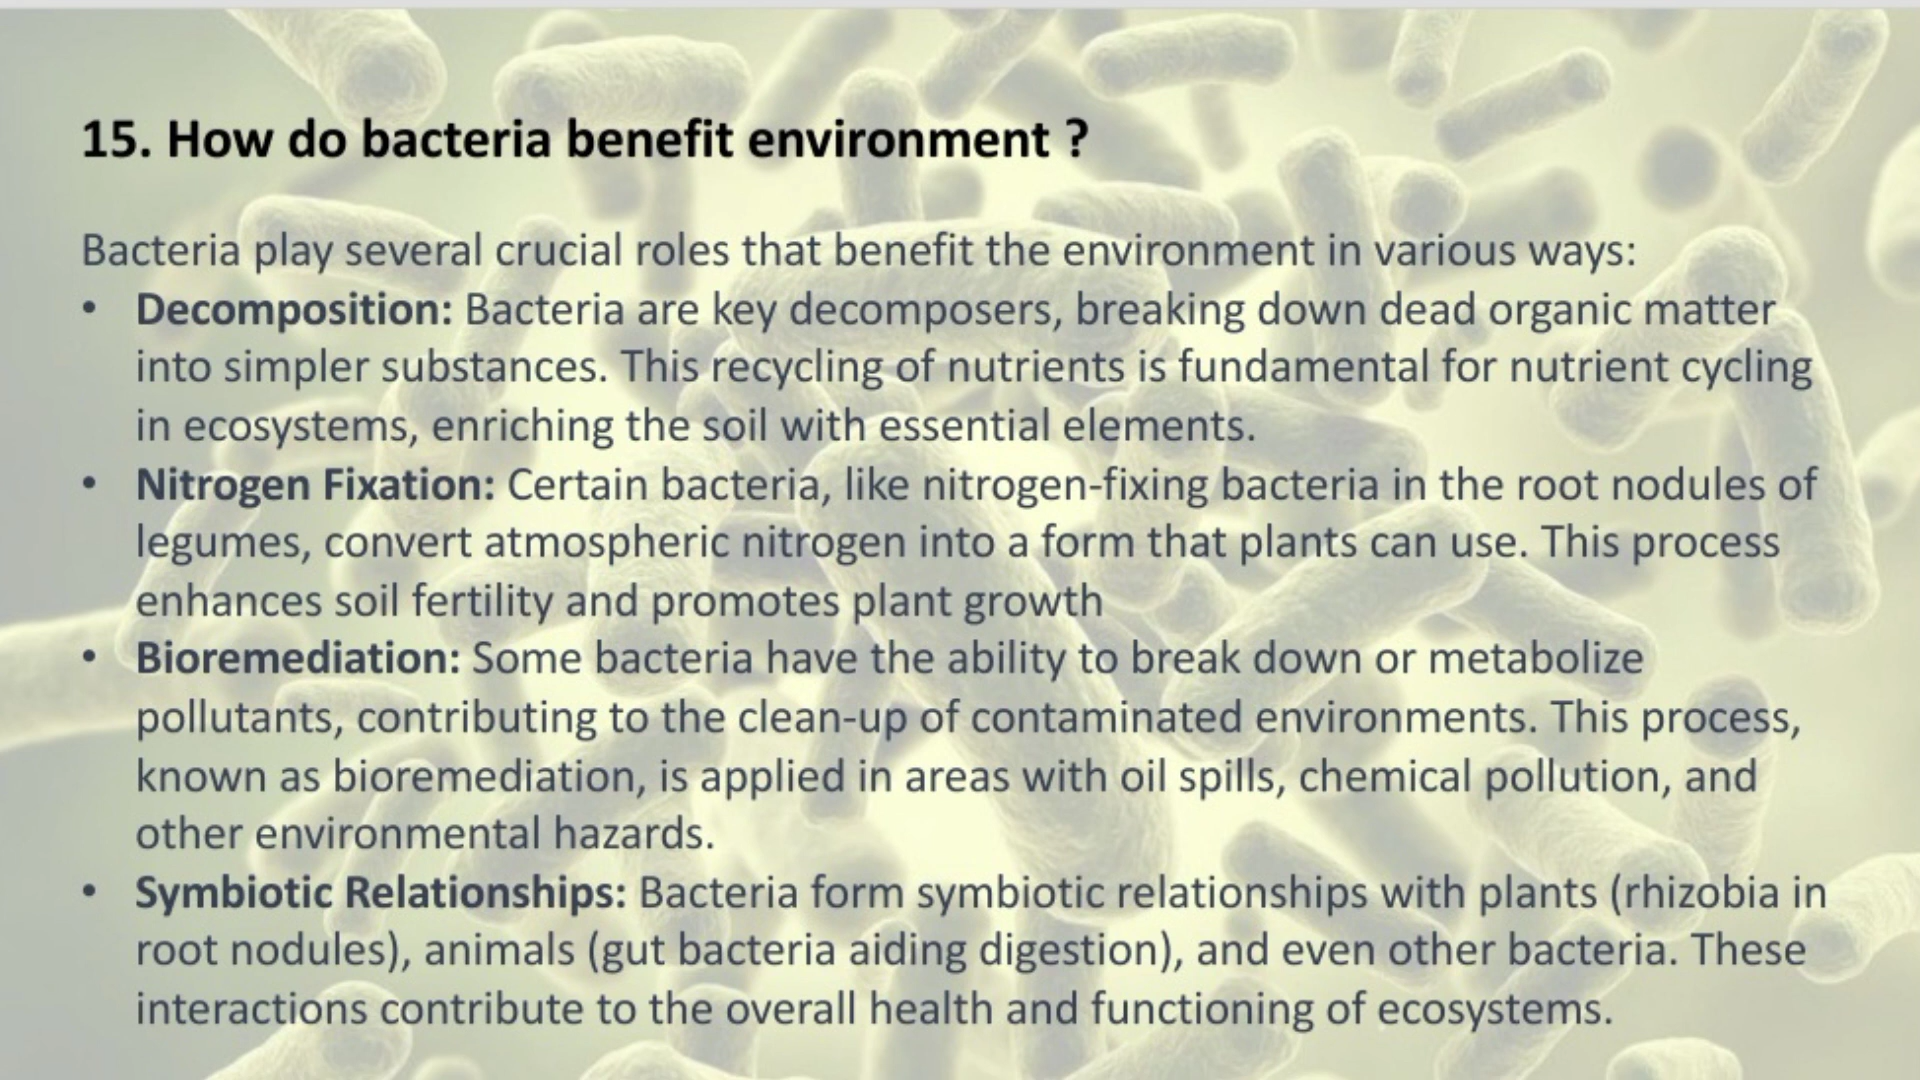 15. How do bacteria benefit environment ?
Bacteria play several crucial roles that benefit the environment in various ways:
• Decomposition: Bacteria are key decomposers, breaking down dead organic matter
into simpler substances. This recycling of nutrients is fundamental for nutrient cycling
in ecosystems, enriching the soil with essential elements.
• Nitrogen Fixation: Certain bacteria, like nitrogen-fixing bacteria in the root nodules of
legumes, convert atmospheric nitrogen into a form that plants can use. This process
enhances soil fertility and promotes plant growth
• Bioremediation: Some bacteria have the ability to break down or metabolize
pollutants, contributing to the clean-up of contaminated environments. This process,
known as bioremediation, is applied in areas with oil spills, chemical pollution, and
other environmental hazards.
• Symbiotic Relationships: Bacteria form symbiotic relationships with plants (rhizobia in
root nodules), animals (gut bacteria aiding digestion), and even other bacteria. These
interactions contribute to the overall health and functioning of ecosystems.